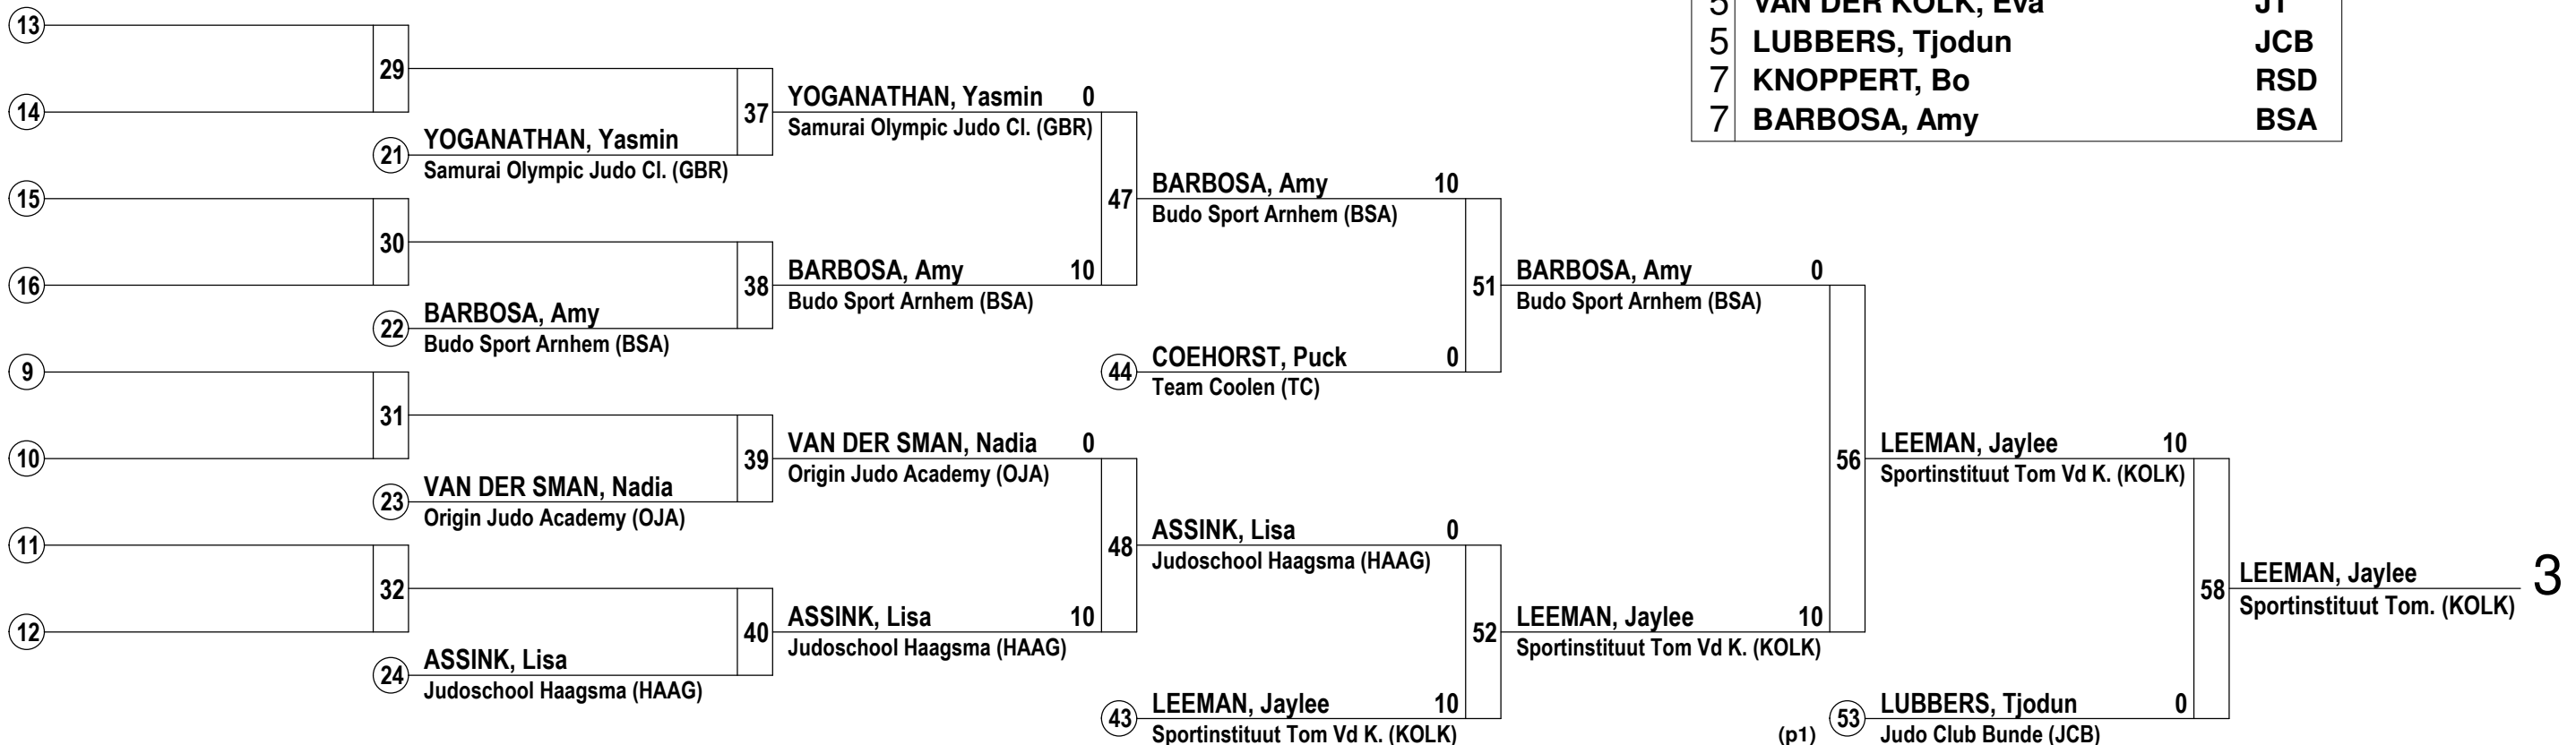 5 VAN DER KOLK, Eva JT
5 LUBBERS, Tjodun JCB
7 KNOPPERT, Bo RSD
7 BARBOSA, Amy BSA
13
29
14
37
YOGANATHAN, Yasmin 0
Samurai Olympic Judo Cl. (GBR)
21
YOGANATHAN, Yasmin
Samurai Olympic Judo Cl. (GBR)
15
30
16
47
BARBOSA, Amy 10
Budo Sport Arnhem (BSA)
38
BARBOSA, Amy 10
Budo Sport Arnhem (BSA)
22
BARBOSA, Amy
Budo Sport Arnhem (BSA)
51
BARBOSA, Amy 0
Budo Sport Arnhem (BSA)
44
COEHORST, Puck 0
Team Coolen (TC)
9
31
10
39
VAN DER SMAN, Nadia 0
Origin Judo Academy (OJA)
23
VAN DER SMAN, Nadia
Origin Judo Academy (OJA)
56
LEEMAN, Jaylee 10
Sportinstituut Tom Vd K. (KOLK)
11
32
12
48
ASSINK, Lisa 0
Judoschool Haagsma (HAAG)
40
ASSINK, Lisa 10
Judoschool Haagsma (HAAG)
24
ASSINK, Lisa
Judoschool Haagsma (HAAG)
52
LEEMAN, Jaylee 10
Sportinstituut Tom Vd K. (KOLK)
43
LEEMAN, Jaylee 10
Sportinstituut Tom Vd K. (KOLK)
58
LEEMAN, Jaylee 3
Sportinstituut Tom. (KOLK)
(p1) 53
LUBBERS, Tjodun 0
Judo Club Bunde (JCB)